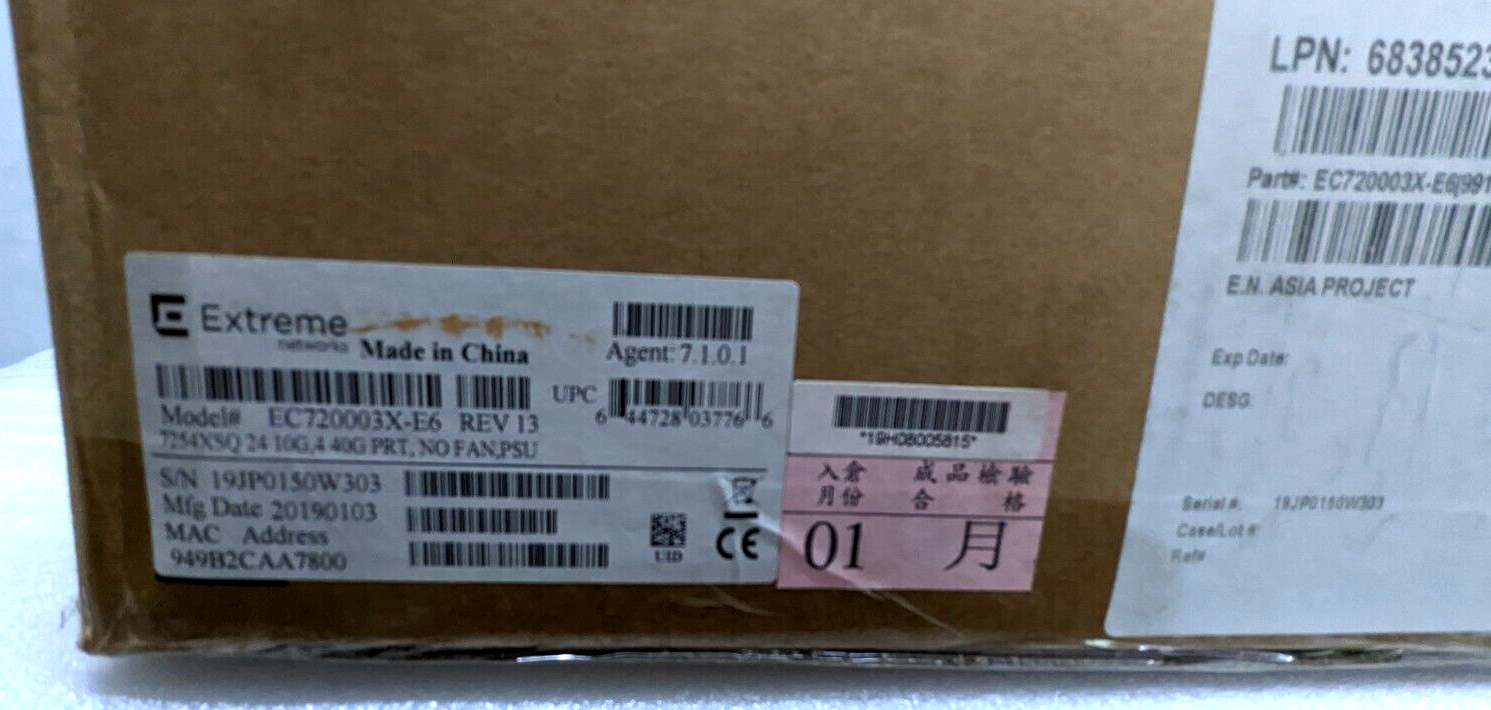 Extreme
networks
Made in China
Agent: 7.1.0.1
UPC
6 44728 03776 6
Model# EC720003X-E6 REV 13
7254XSQ 24 10G,4 40G PRT, NO FAN,PSU
S/N 19JP0150W303
Mfg Date 20190103
MAC Address
949B2CAA7800
UID
CE
*19H08005815*
入倉 成品檢驗
月份 合格
01 月
LPN: 6838523
Part#: EC720003X-E6|991
E.N. ASIA PROJECT
Exp Date:
DESC:
Serial #: 19JP0150W303
Case/Lot #
Ref#